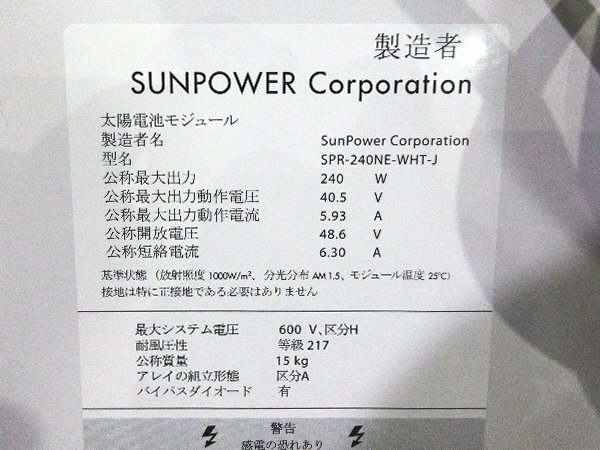 製造者
SUNPOWER Corporation
太陽電池モジュール
製造者名 SunPower Corporation
型名 SPR-240NE-WHT-J
公称最大出力 240 W
公称最大出力動作電圧 40.5 V
公称最大出力動作電流 5.93 A
公称開放電圧 48.6 V
公称短絡電流 6.30 A
基準状態（放射照度 1000W/m²、分光分布 AM 1.5、モジュール温度 25℃）
接地は特に正接地である必要はありません
最大システム電圧 600 V、区分H
耐風圧性 等級 217
公称質量 15 kg
アレイの組立形態 区分A
バイパスダイオード 有
警告
感電の恐れあり